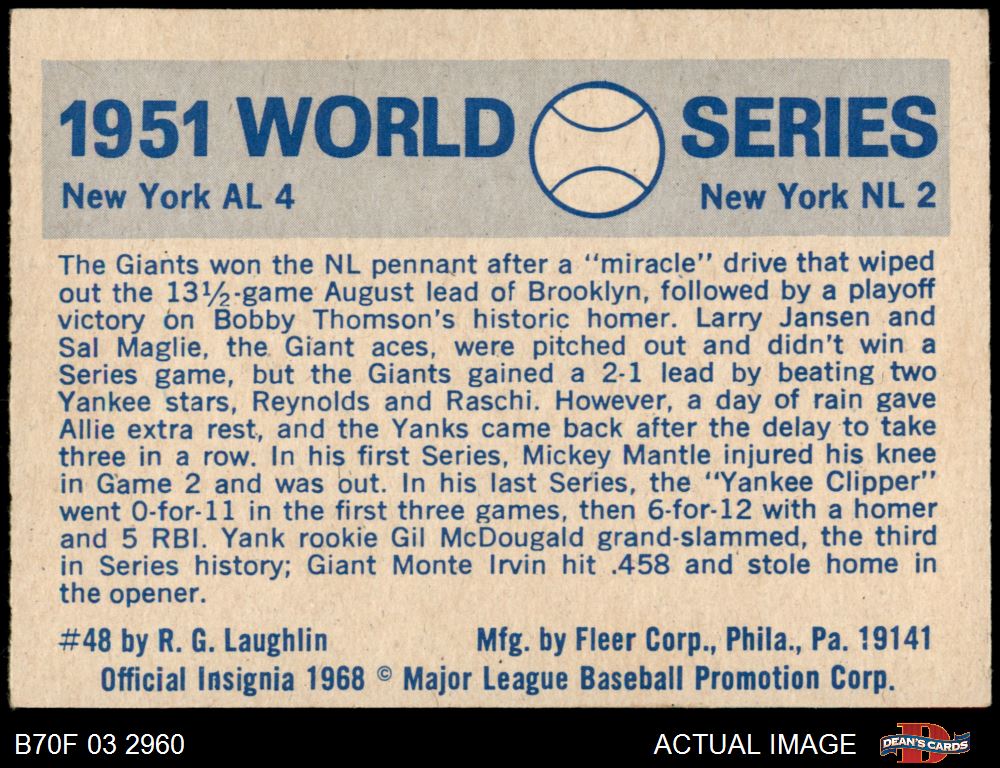 1951 WORLD SERIES
New York AL 4 New York NL 2
The Giants won the NL pennant after a “miracle” drive that wiped
out the 13½-game August lead of Brooklyn, followed by a playoff
victory on Bobby Thomson's historic homer. Larry Jansen and
Sal Maglie, the Giant aces, were pitched out and didn't win a
Series game, but the Giants gained a 2-1 lead by beating two
Yankee stars, Reynolds and Raschi. However, a day of rain gave
Allie extra rest, and the Yanks came back after the delay to take
three in a row. In his first Series, Mickey Mantle injured his knee
in Game 2 and was out. In his last Series, the “Yankee Clipper”
went 0-for-11 in the first three games, then 6-for-12 with a homer
and 5 RBI. Yank rookie Gil McDougald grand-slammed, the third
in Series history; Giant Monte Irvin hit .458 and stole home in
the opener.
#48 by R. G. Laughlin Mfg. by Fleer Corp., Phila., Pa. 19141
Official Insignia 1968 © Major League Baseball Promotion Corp.
B70F 03 2960 ACTUAL IMAGE DEAN'S CARDS